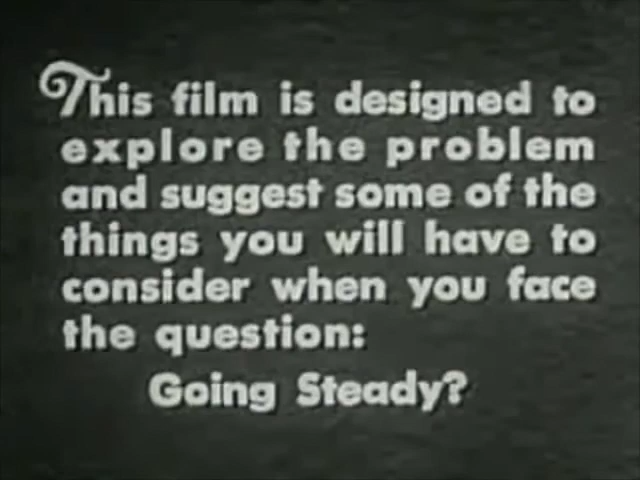 This film is designed to
explore the problem
and suggest some of the
things you will have to
consider when you face
the question:
Going Steady?